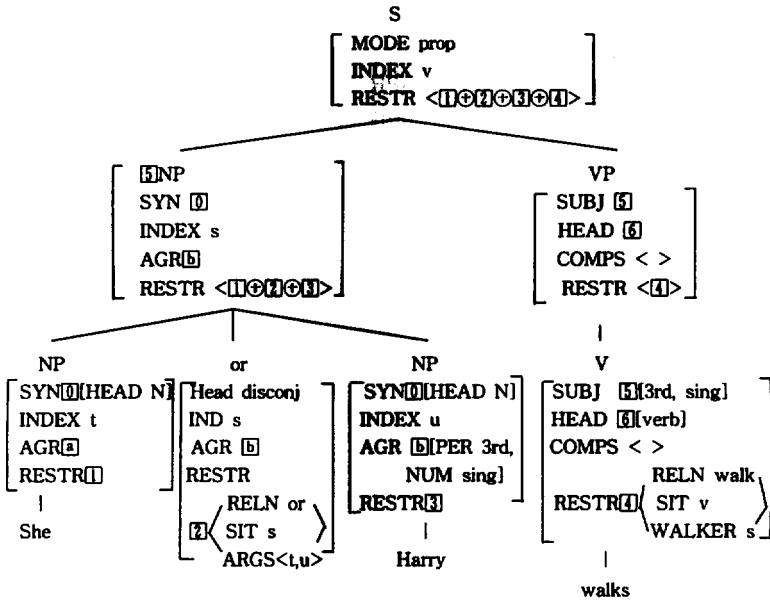 S
MODE prop
INDEX v
RESTR <[1]⊕[2]⊕[3]⊕[4]>
[5]NP
SYN [0]
INDEX s
AGR[b]
RESTR <[1]⊕[2]⊕[3]>
VP
SUBJ [5]
HEAD [6]
COMPS < >
RESTR <[4]>
NP
SYN[0][HEAD N]
INDEX t
AGR[a]
RESTR[1]
She
or
Head disconj
IND s
AGR [b]
RESTR
RELN or
[2] SIT s
ARGS<t,u>
NP
SYN[0][HEAD N]
INDEX u
AGR [b][PER 3rd,
NUM sing]
RESTR[3]
Harry
V
SUBJ [5][3rd, sing]
HEAD [6][verb]
COMPS < >
RELN walk
RESTR[4] SIT v
WALKER s
walks